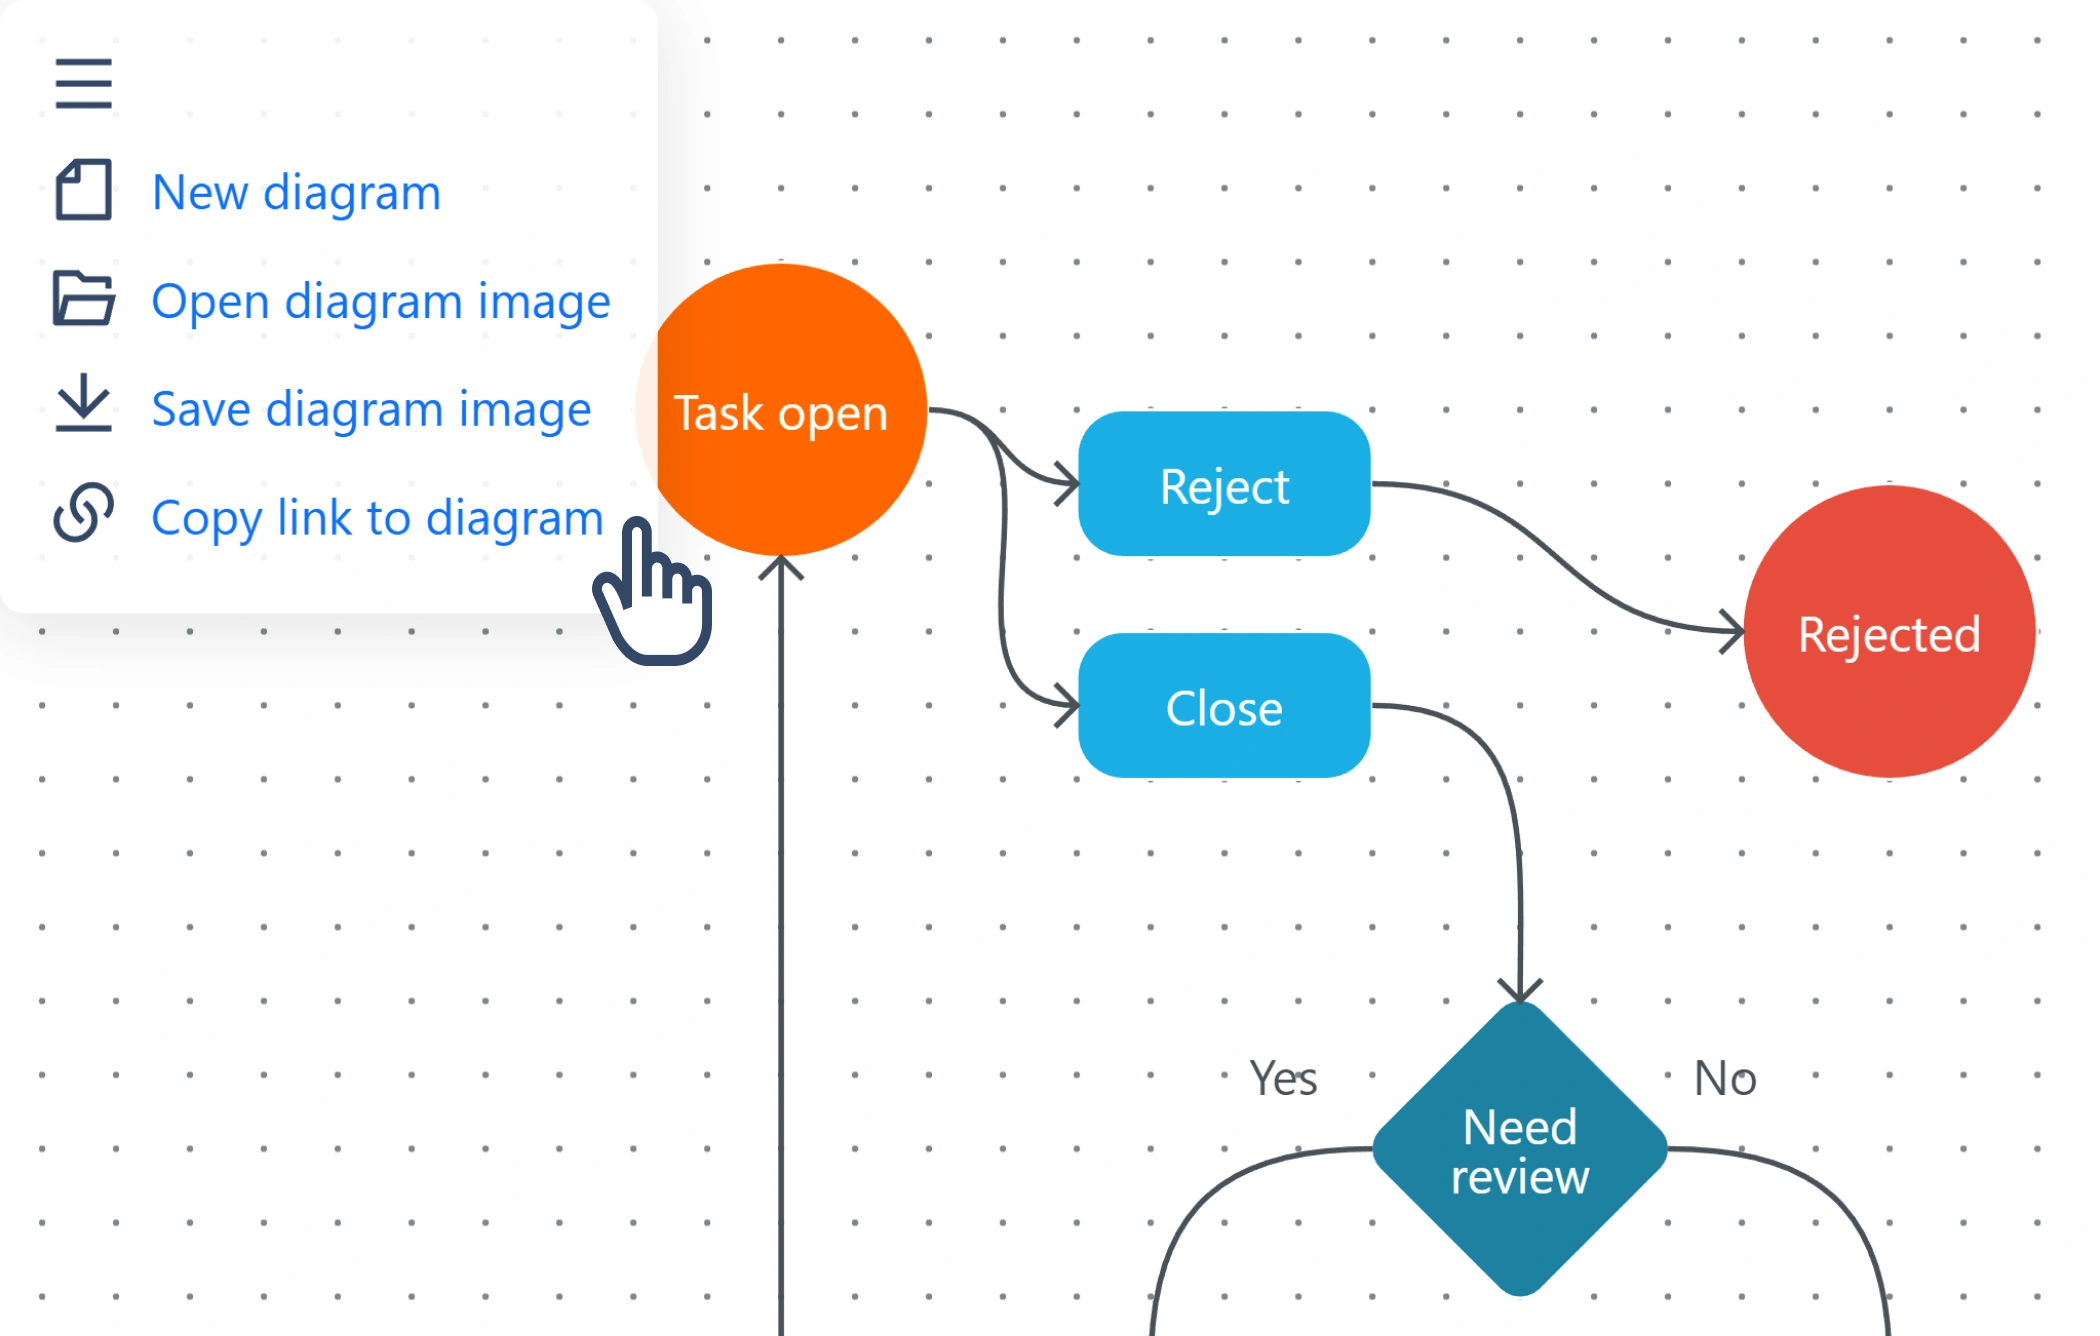 New diagram
Open diagram image
Save diagram image
Copy link to diagram
Task open
Reject
Close
Rejected
Yes
No
Need
review